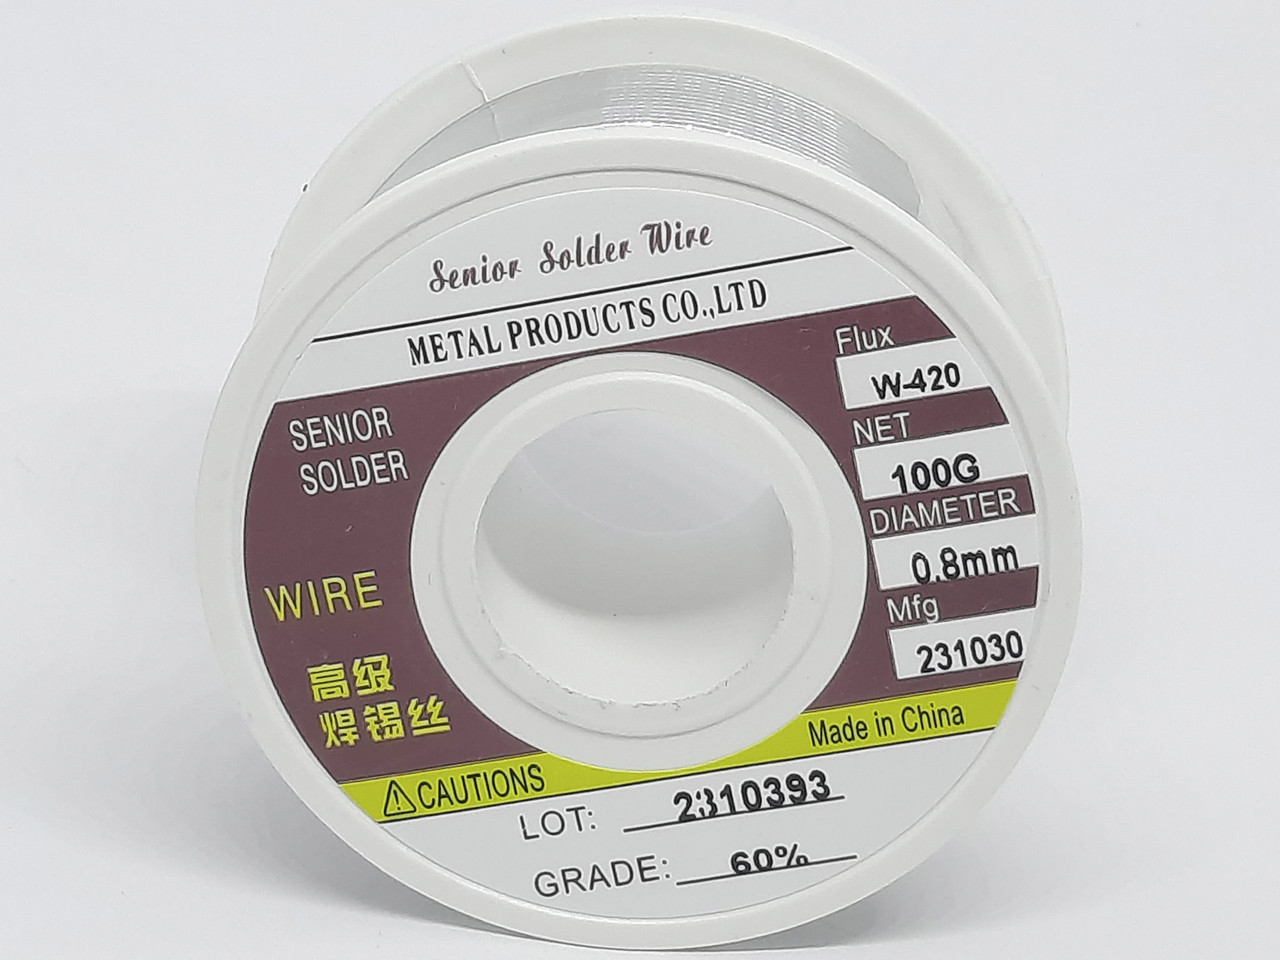 Senior Solder Wire
METAL PRODUCTS CO.,LTD
SENIOR
SOLDER
WIRE
高级
焊锡丝
Flux
W-420
NET
100G
DIAMETER
0.8mm
Mfg
231030
Made in China
⚠CAUTIONS
LOT: 2310393
GRADE: 60%